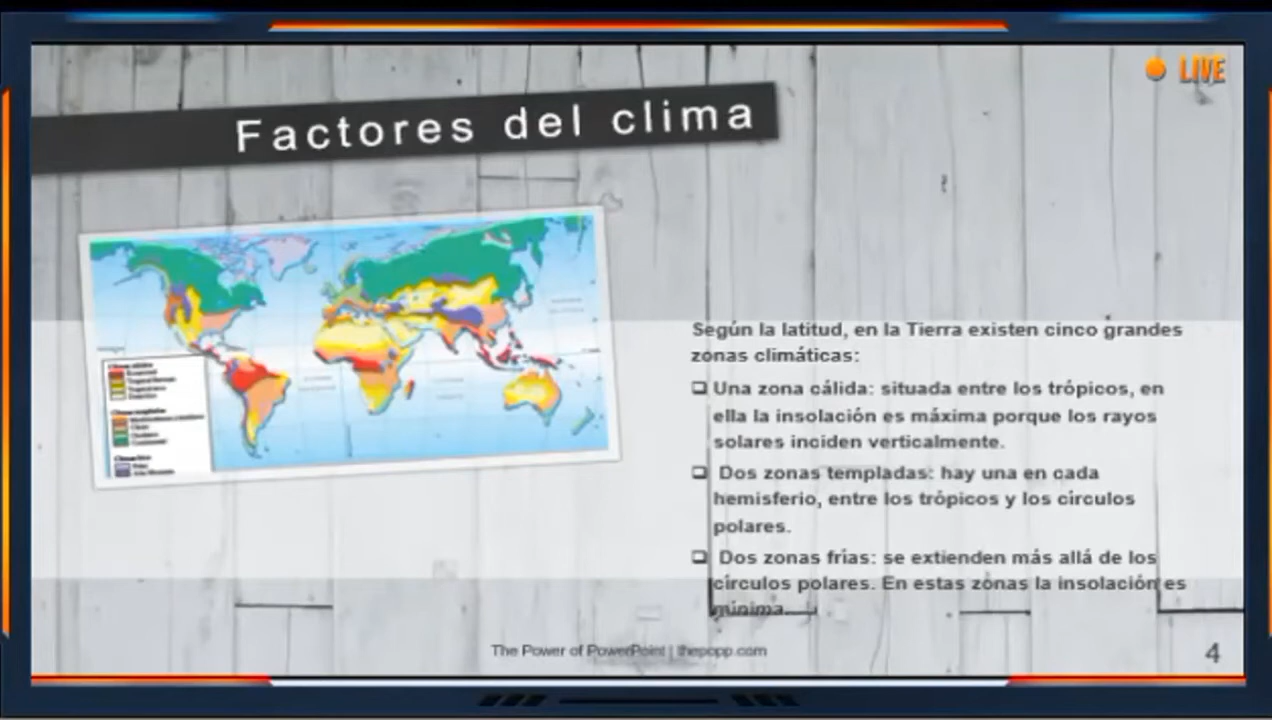 LIVE
Factores del clima
Según la latitud, en la Tierra existen cinco grandes
zonas climáticas:
Una zona cálida: situada entre los trópicos, en
ella la insolación es máxima porque los rayos
solares inciden verticalmente.
Dos zonas templadas: hay una en cada
hemisferio, entre los trópicos y los círculos
polares.
Dos zonas frías: se extienden más allá de los
círculos polares. En estas zonas la insolación es
mínima.
The Power of PowerPoint | thepopp.com
4